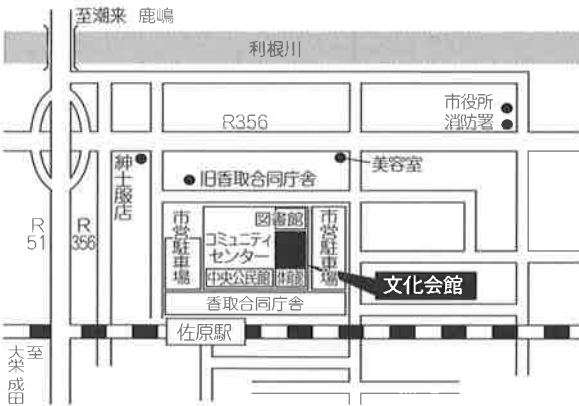 至潮来 鹿嶋
利根川
市役所
消防署
R356
美容室
紳士服店
旧香取合同庁舎
R
51
R
356
市営駐車場
図書館
コミュニティ
センター
市営駐車場
中央公民館
体育館
文化会館
香取合同庁舎
佐原駅
至
大栄 成田